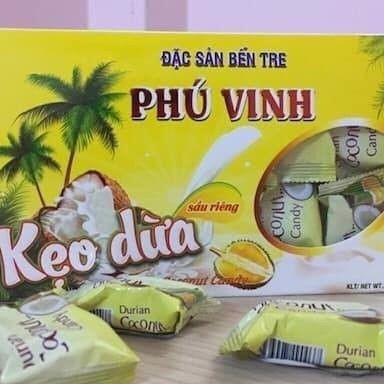 ĐẶC SẢN BẾN TRE
PHÚ VINH
sầu riêng
Kẹo dừa
Coconut Candy
KLT/ NET WT.
Coconut
Candy
Durian
Coconut
Durian
Coconut